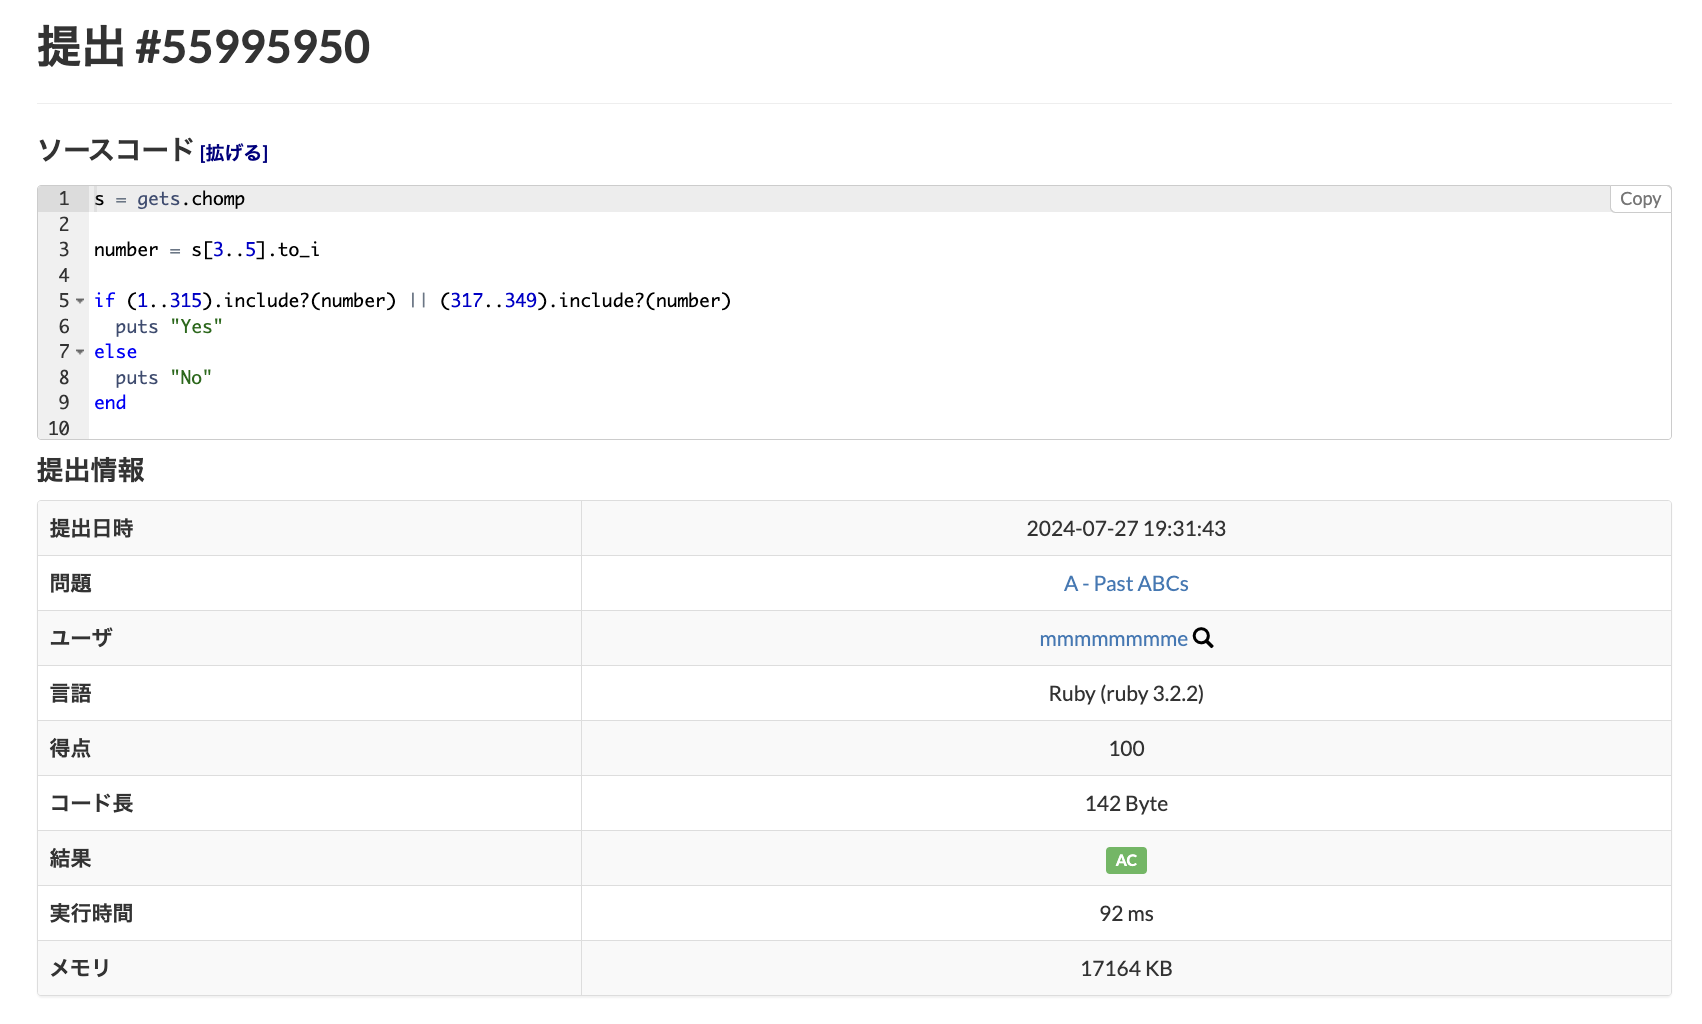 提出 #55995950
ソースコード [拡げる]
Copy
1 s = gets.chomp
2
3 number = s[3..5].to_i
4
5 if (1..315).include?(number) || (317..349).include?(number)
6   puts "Yes"
7 else
8   puts "No"
9 end
10
提出情報
提出日時 2024-07-27 19:31:43
問題 A - Past ABCs
ユーザ mmmmmmmme
言語 Ruby (ruby 3.2.2)
得点 100
コード長 142 Byte
結果 AC
実行時間 92 ms
メモリ 17164 KB